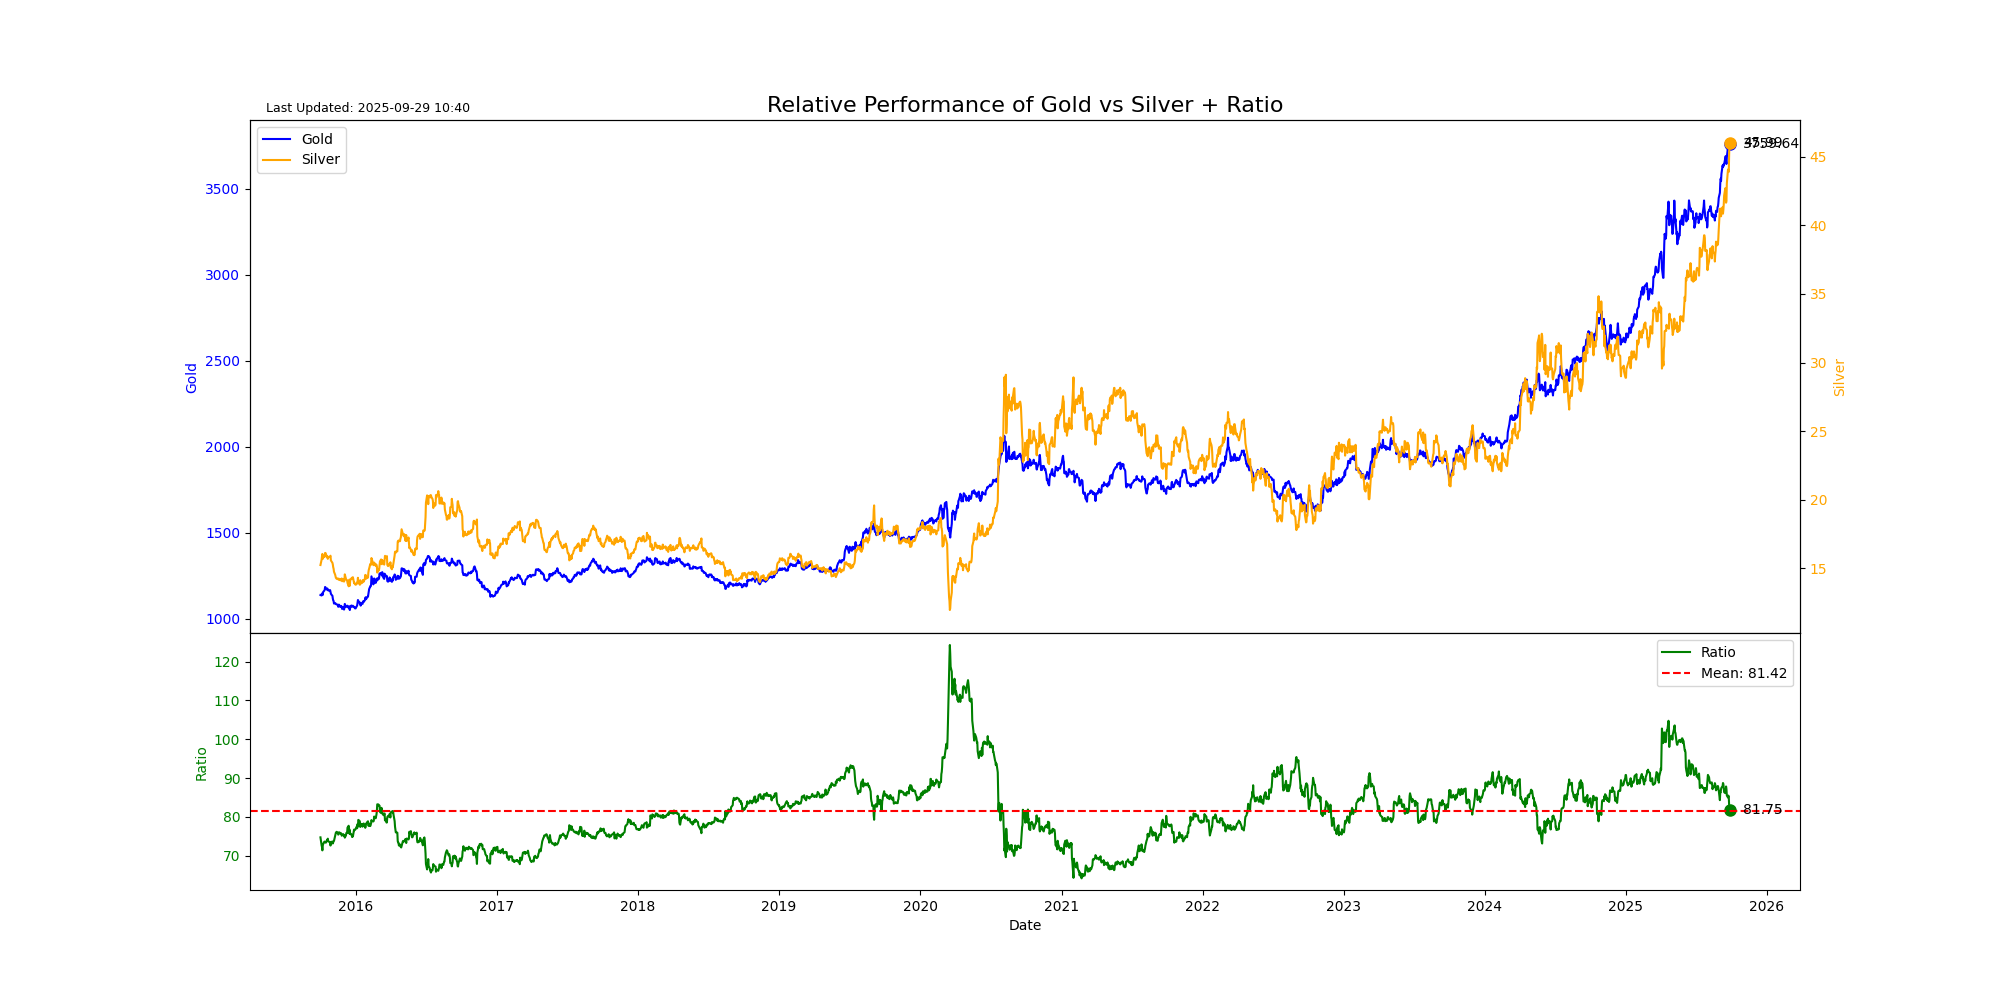 Relative Performance of Gold vs Silver + Ratio
Last Updated: 2025-09-29 10:40
Gold
Silver
3759.64
3500
3000
2500
2000
1500
1000
Gold
45
40
35
30
25
20
15
Silver
Ratio
Mean: 81.42
120
110
100
90
80
70
Ratio
81.75
2016 2017 2018 2019 2020 2021 2022 2023 2024 2025 2026
Date